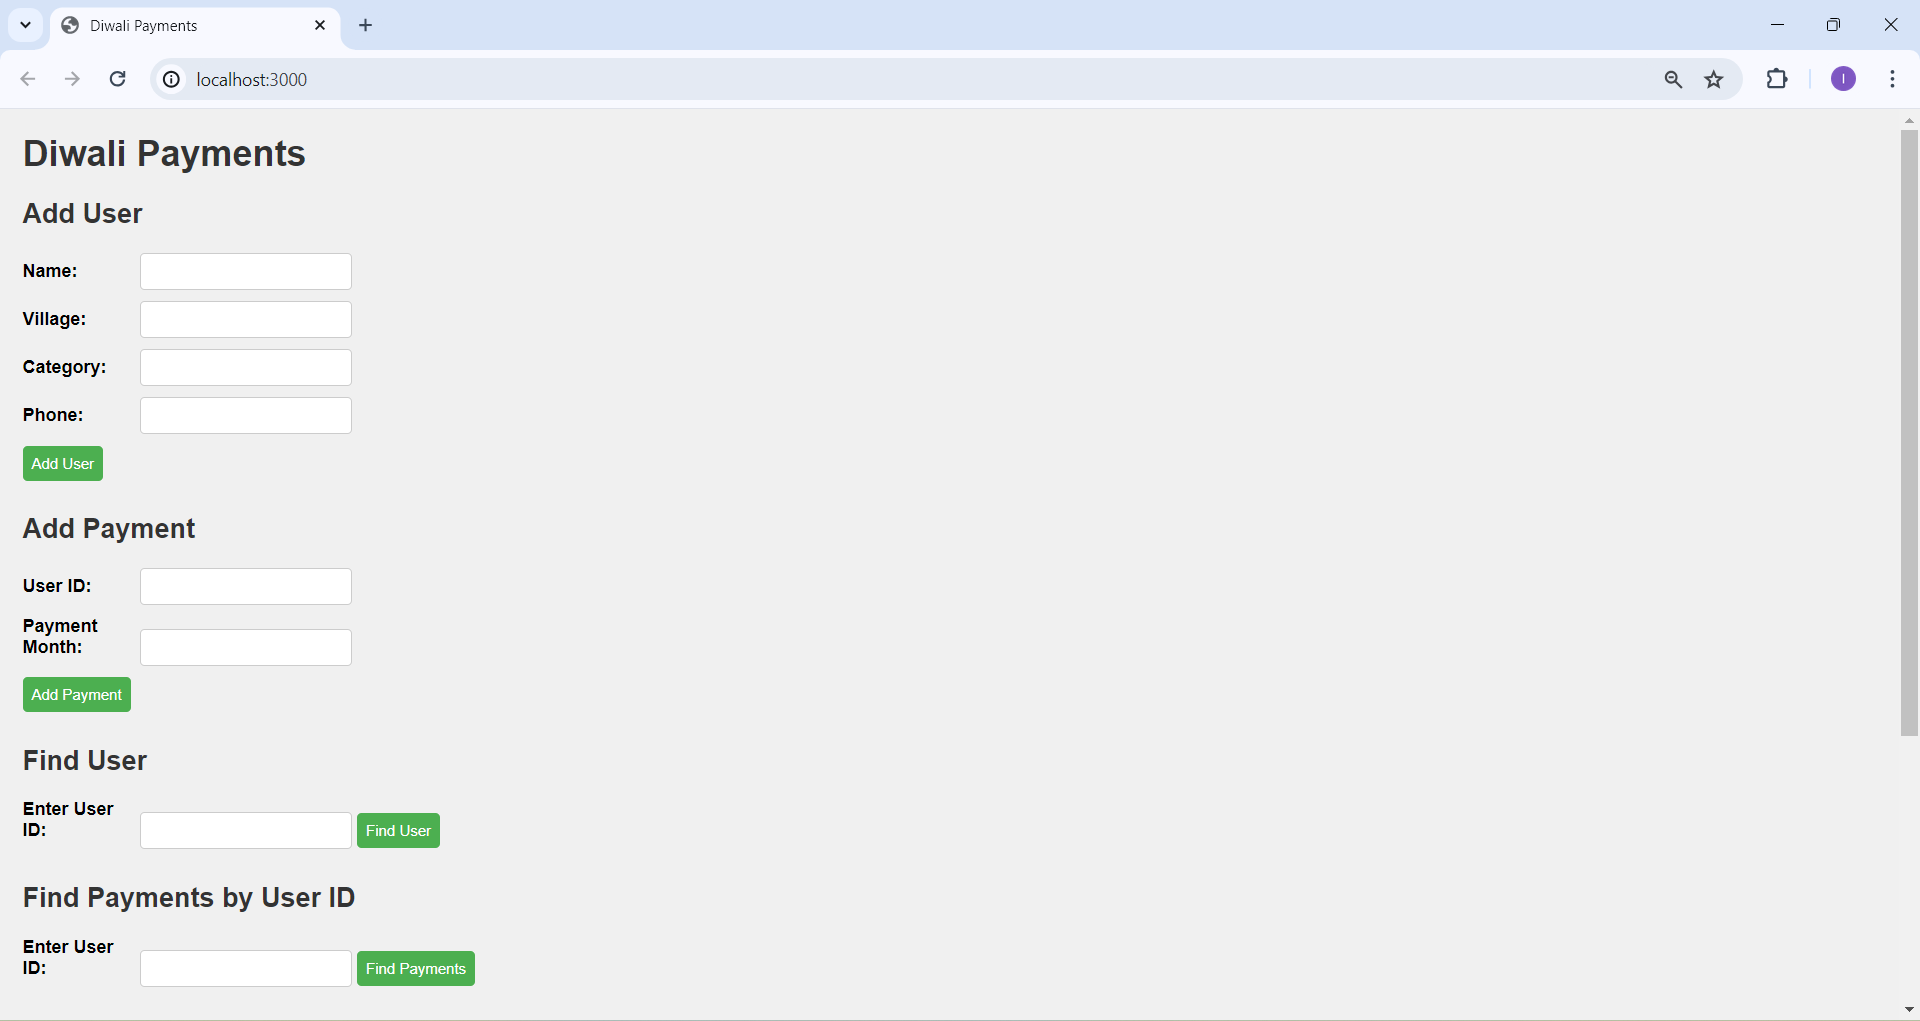 Diwali Payments
localhost:3000
I
Diwali Payments
Add User
Name:
Village:
Category:
Phone:
Add User
Add Payment
User ID:
Payment
Month:
Add Payment
Find User
Enter User
ID:
Find User
Find Payments by User ID
Enter User
ID:
Find Payments